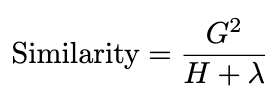 Similarity = G² / (H + λ)